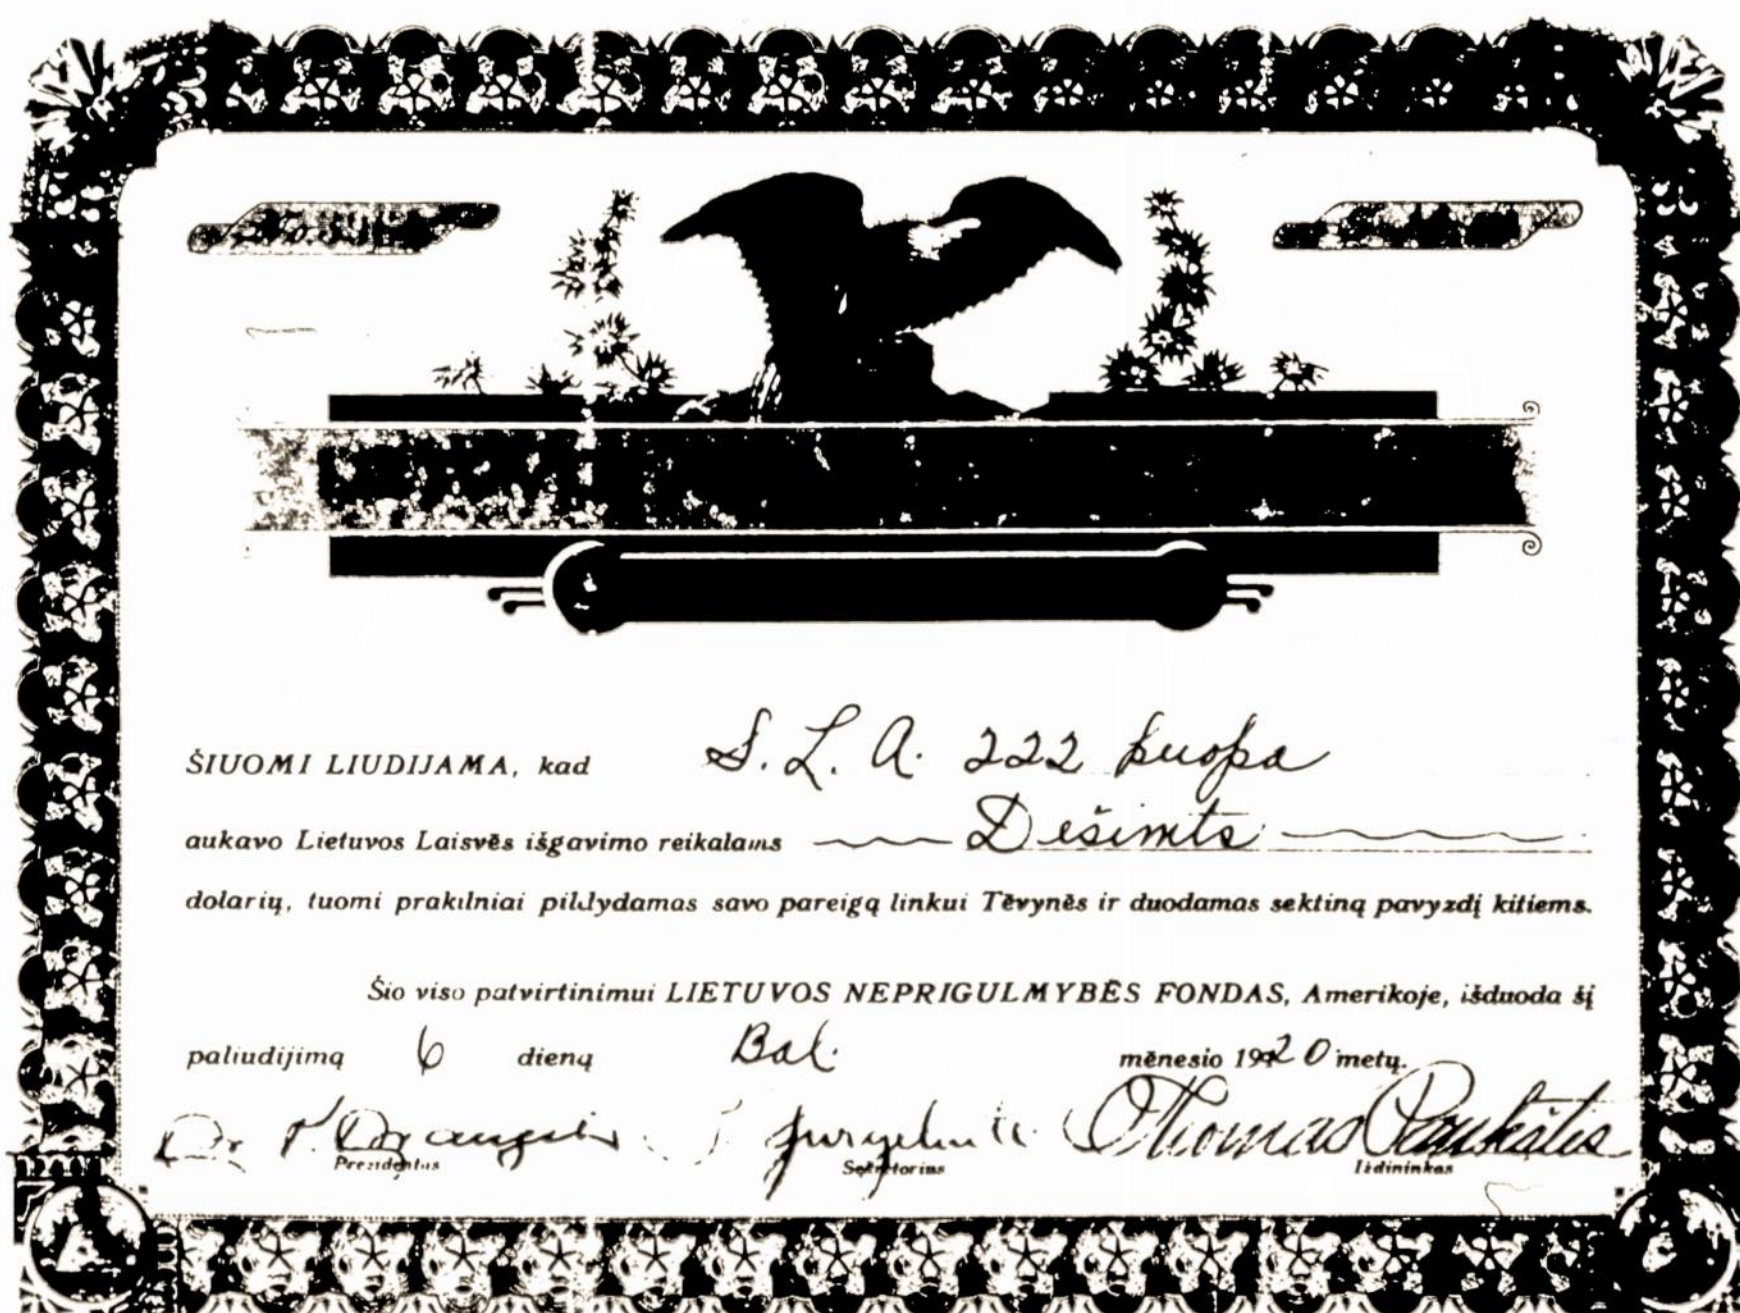 ŠIUOMI LIUDIJAMA, kad S. L. A. 222 kuopa
aukavo Lietuvos Laisvės išgavimo reikalams Dešimts
dolarių, tuomi prakilniai pildydamas savo pareigą linkui Tėvynės ir duodamas sektiną pavyzdį kitiems.
Šio viso patvirtinimui LIETUVOS NEPRIGULMYBĖS FONDAS, Amerikoje, išduoda šį
paliudijimą 6 dieną Bal. mėnesio 1920 metų.
Dr
Thomas Paukštis
Prezidentas Sekretorius Iždininkas